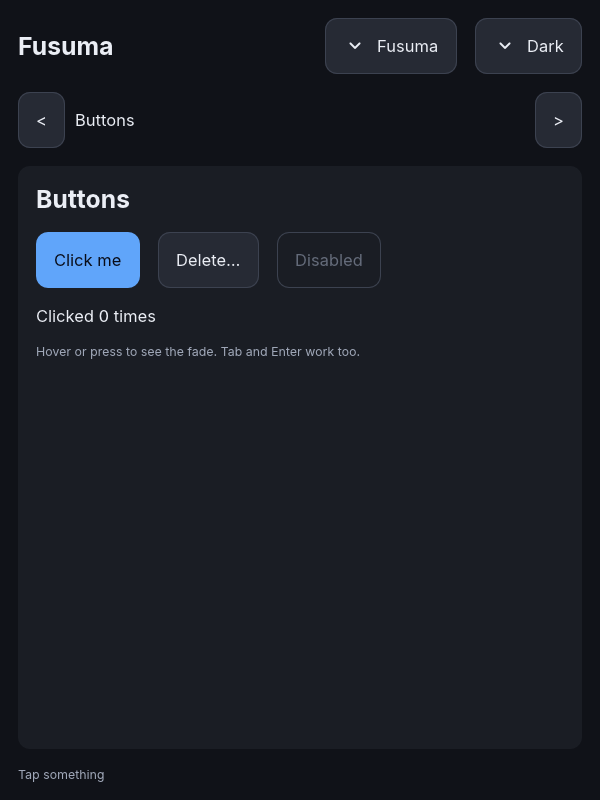 Fusuma
Fusuma
Dark
<
Buttons
>
Buttons
Click me
Delete...
Disabled
Clicked 0 times
Hover or press to see the fade. Tab and Enter work too.
Tap something